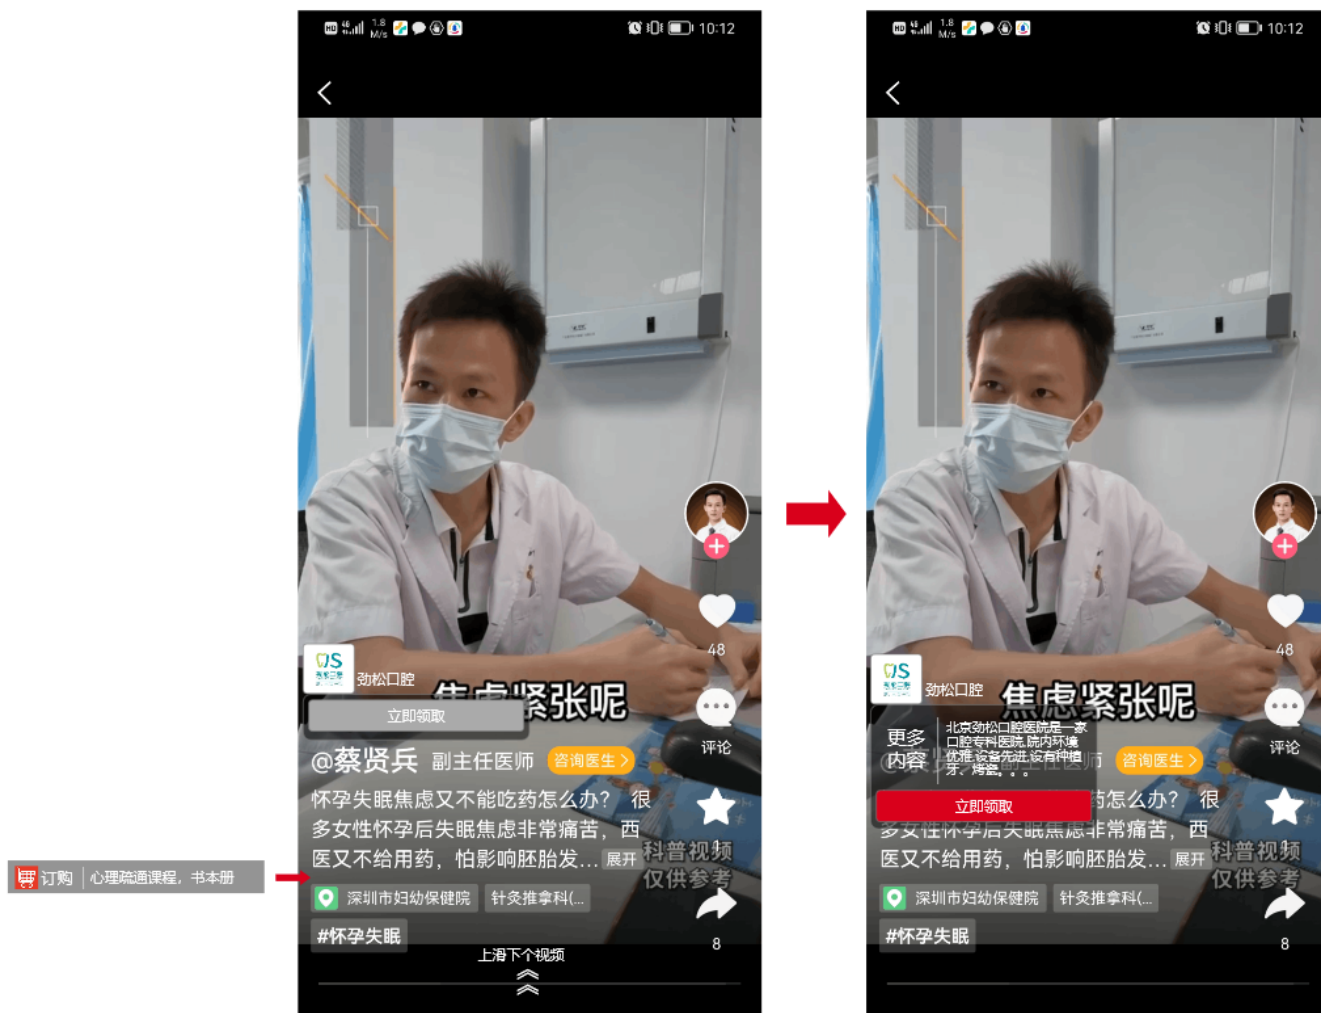 HD 46 1.8 M/s 10:12
劲松口腔
焦虑紧张呢
立即领取
@蔡贤兵 副主任医师 咨询医生 >
怀孕失眠焦虑又不能吃药怎么办? 很
多女性怀孕后失眠焦虑非常痛苦，西
医又不给用药，怕影响胚胎发... 展开
科普视频
仅供参考
深圳市妇幼保健院 针灸推拿科(...
#怀孕失眠
上滑下个视频
48
评论
1
8
订购 心理疏通课程，书本册
HD 46 1.8 M/s 10:12
劲松口腔
焦虑紧张呢
更多
内容
北京劲松口腔医院是一家
口腔专科医院,院内环境
优雅,设备先进,设有种植
牙、烤瓷。。。
立即领取
咨询医生 >
药怎么办? 很
多女性怀孕后失眠焦虑非常痛苦，西
医又不给用药，怕影响胚胎发... 展开
科普视频
仅供参考
深圳市妇幼保健院 针灸推拿科(...
#怀孕失眠
48
评论
1
8